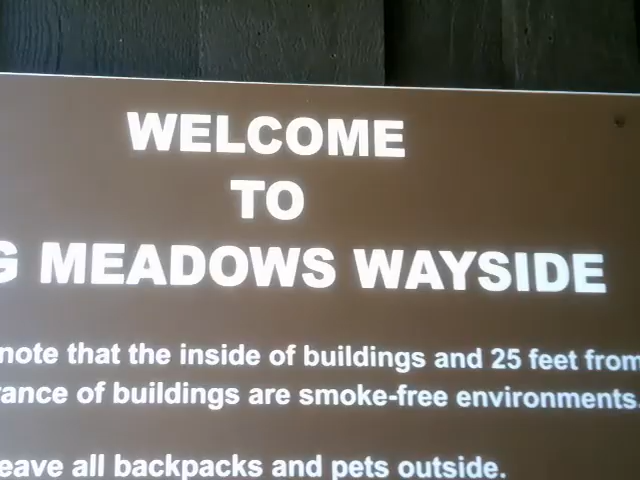 WELCOME
TO
G MEADOWS WAYSIDE
note that the inside of buildings and 25 feet from
rance of buildings are smoke-free environments.
eave all backpacks and pets outside.